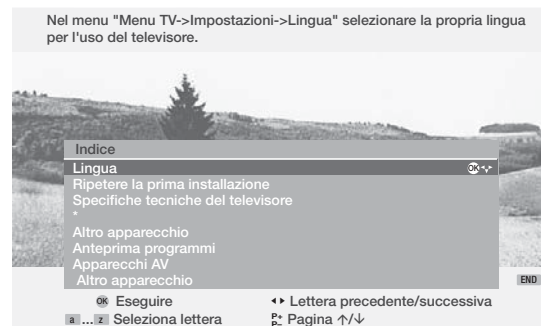 Nel menu "Menu TV->Impostazioni->Lingua" selezionare la propria lingua
per l'uso del televisore.
Indice
Lingua OK
Ripetere la prima installazione
Specifiche tecniche del televisore
*
Altro apparecchio
Anteprima programmi
Apparecchi AV
Altro apparecchio
END
OK Eseguire
Lettera precedente/successiva
a ... z Seleziona lettera
P+ P- Pagina ↑/↓